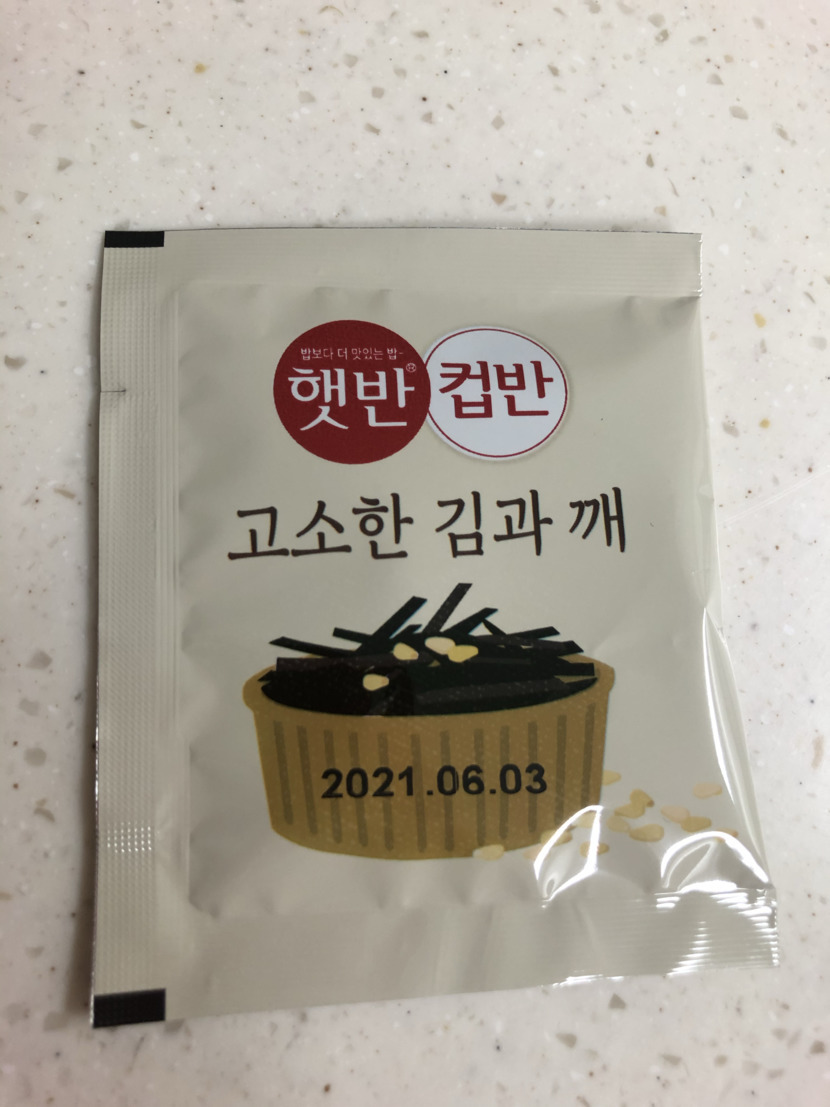 밥보다 더 맛있는 밥-
햇반® 컵반
고소한 김과 깨
2021.06.03